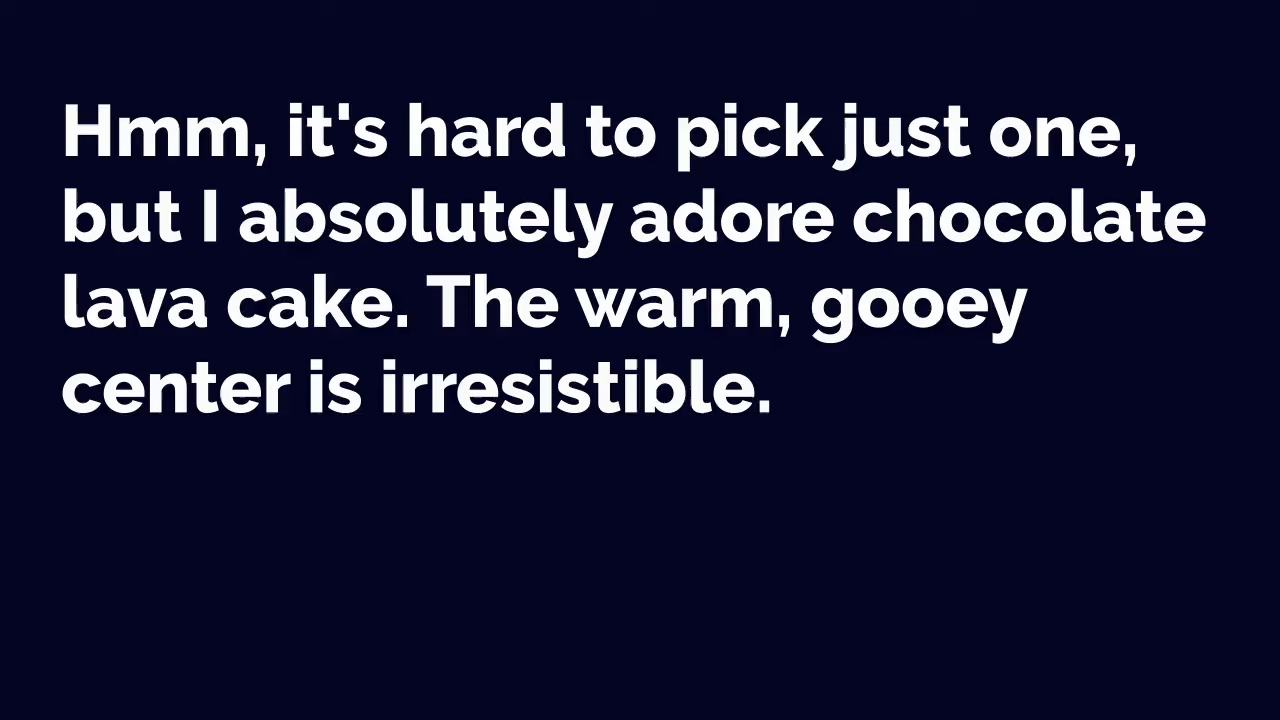 Hmm, it's hard to pick just one,
but I absolutely adore chocolate
lava cake. The warm, gooey
center is irresistible.